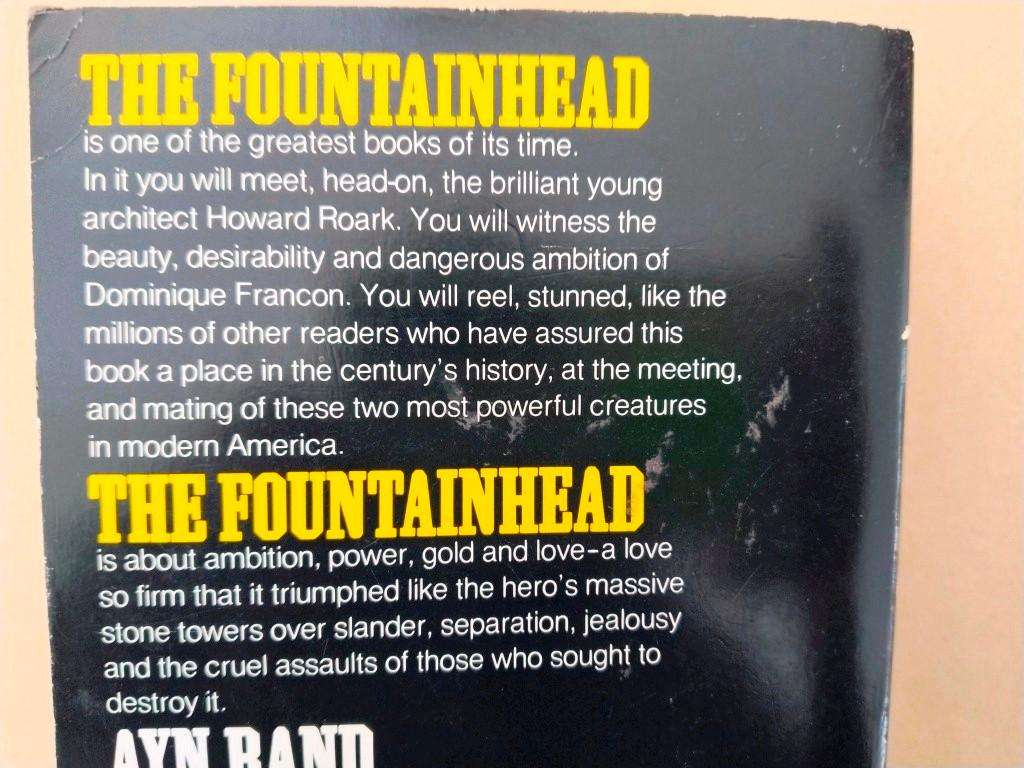 THE FOUNTAINHEAD
is one of the greatest books of its time.
In it you will meet, head-on, the brilliant young
architect Howard Roark. You will witness the
beauty, desirability and dangerous ambition of
Dominique Francon. You will reel, stunned, like the
millions of other readers who have assured this
book a place in the century's history, at the meeting,
and mating of these two most powerful creatures
in modern America.
THE FOUNTAINHEAD
is about ambition, power, gold and love–a love
so firm that it triumphed like the hero's massive
stone towers over slander, separation, jealousy
and the cruel assaults of those who sought to
destroy it.
AYN RAND